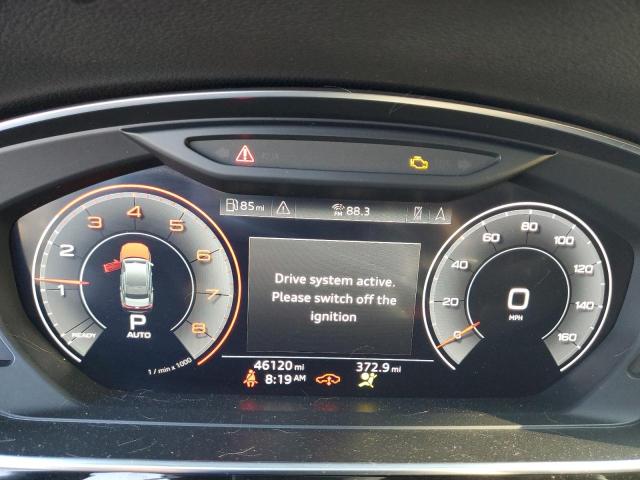 85 mi
FM 88.3
4
3 5
2 6
1 7
8
READY
P
AUTO
1 / min x 1000
Drive system active.
Please switch off the
ignition
80
60 100
40 120
20 140
0 160
0
MPH
46120 mi 372.9 mi
8:19 AM